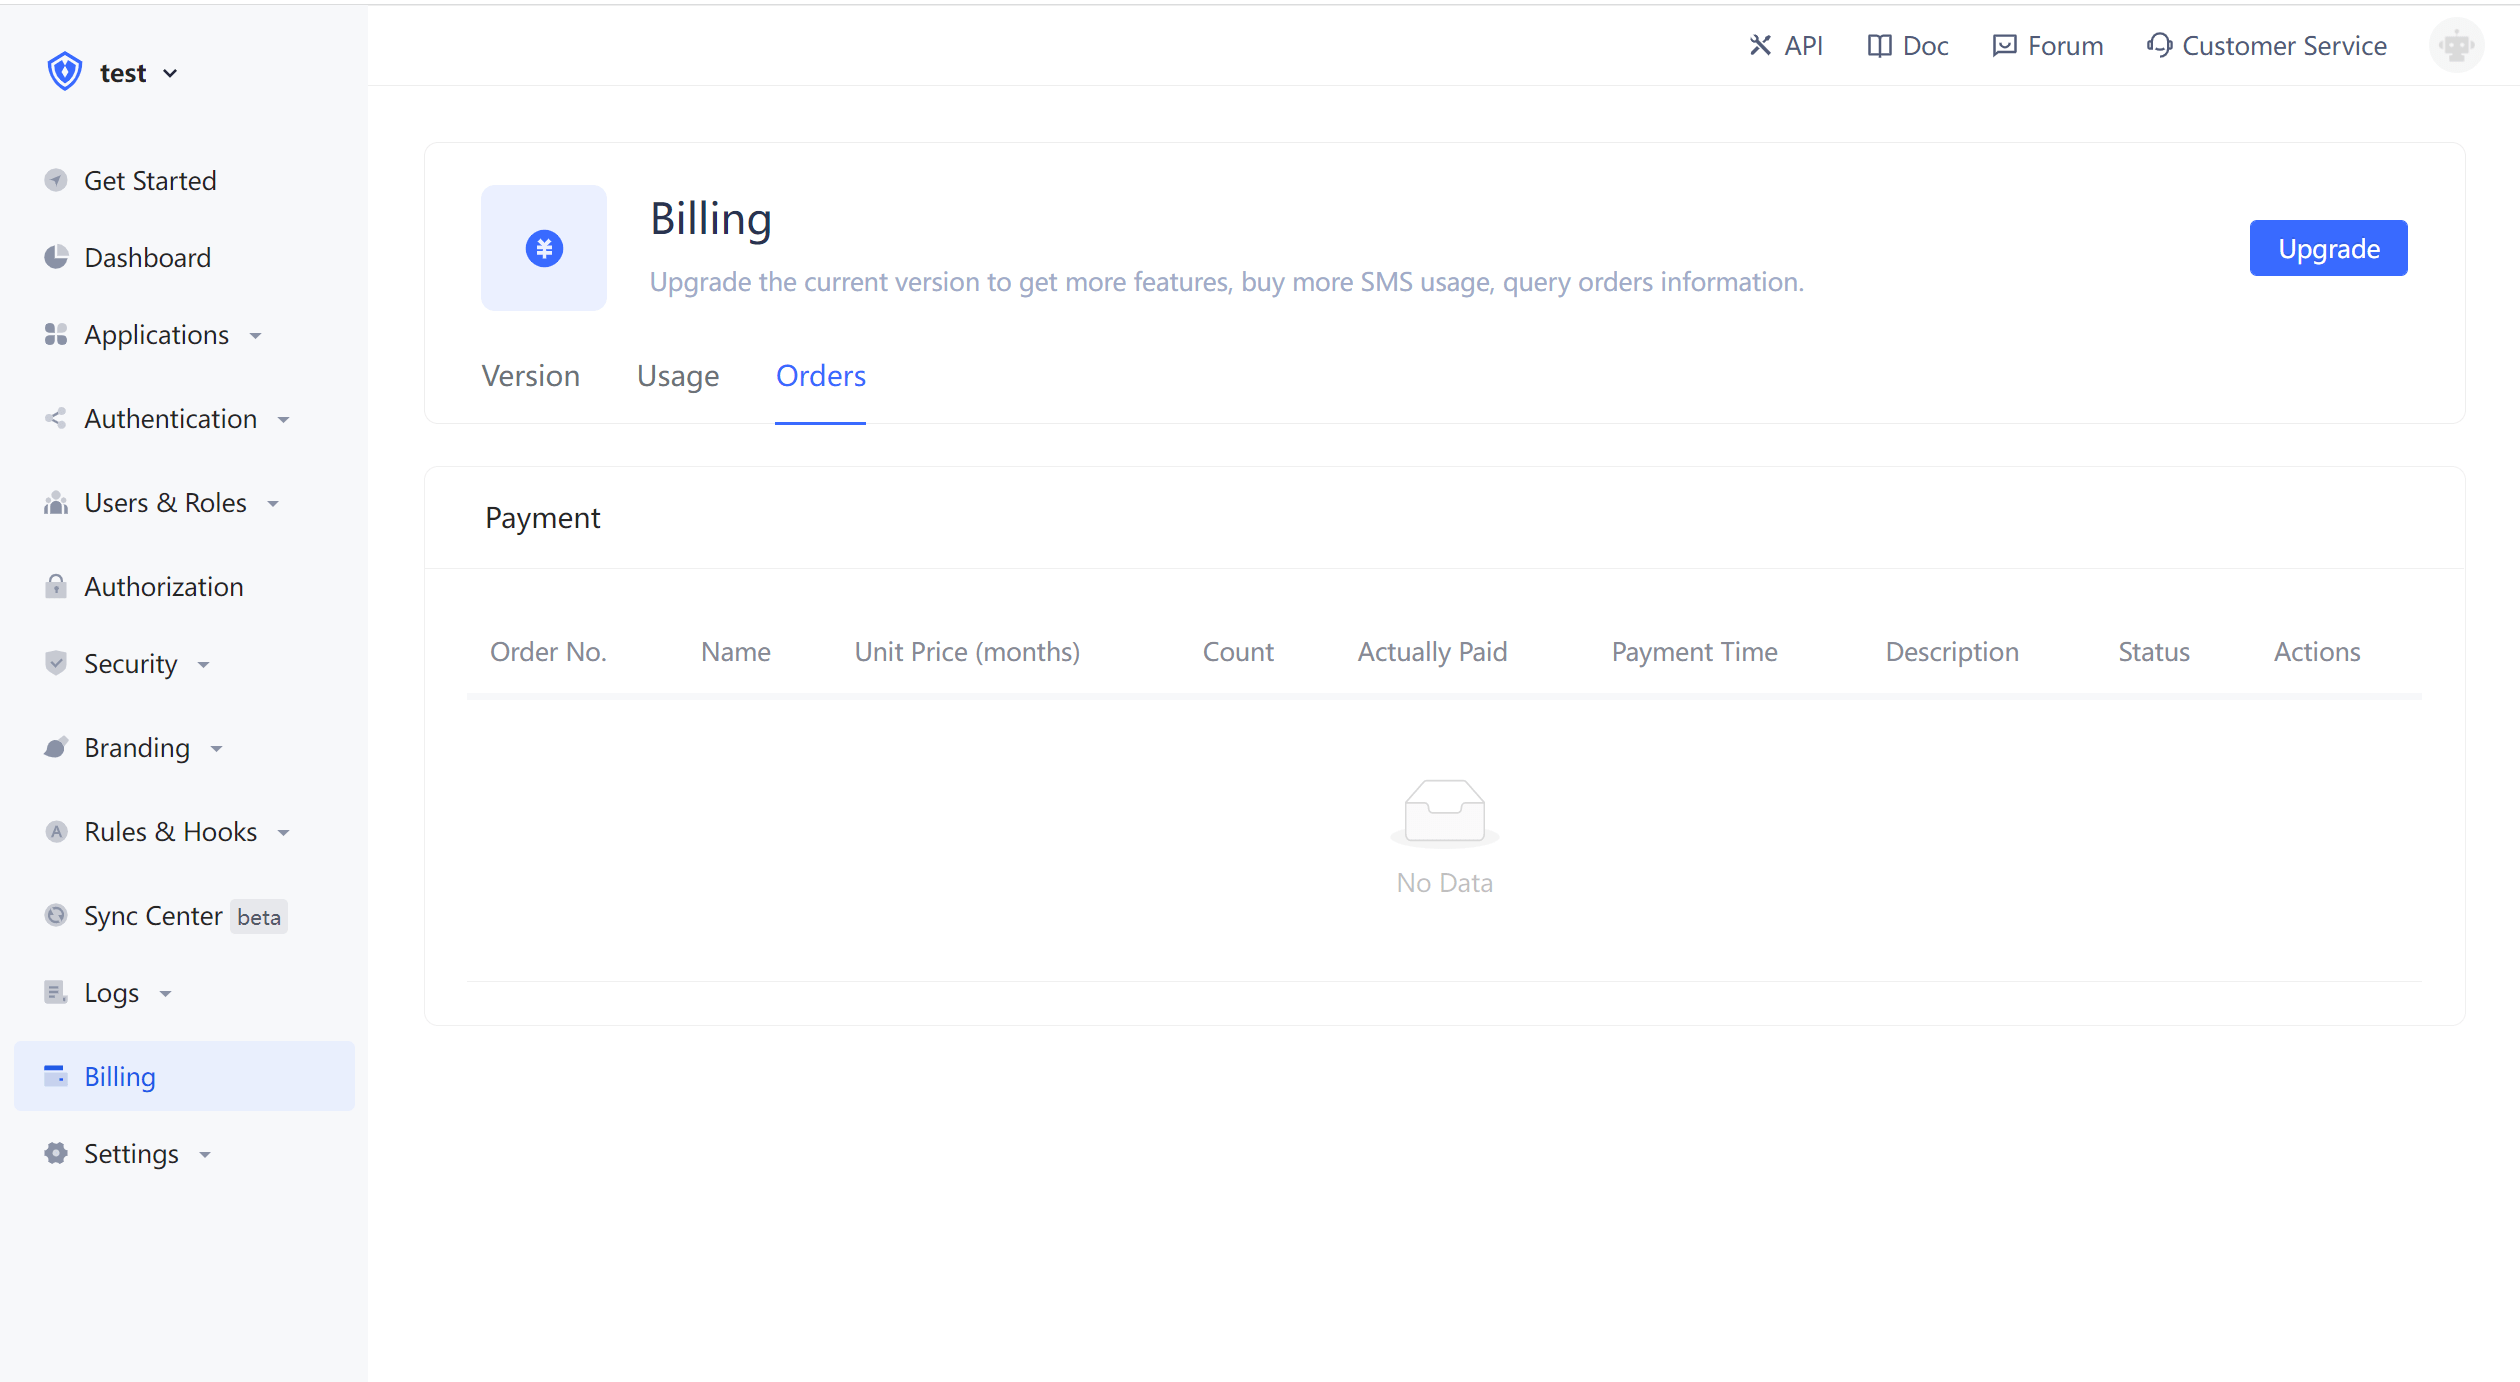 test
API Doc Forum Customer Service
Get Started
Dashboard
Applications
Authentication
Users & Roles
Authorization
Security
Branding
Rules & Hooks
Sync Center beta
Logs
Billing
Settings
¥
Billing
Upgrade the current version to get more features, buy more SMS usage, query orders information.
Upgrade
Version Usage Orders
Payment
Order No. Name Unit Price (months) Count Actually Paid Payment Time Description Status Actions
No Data